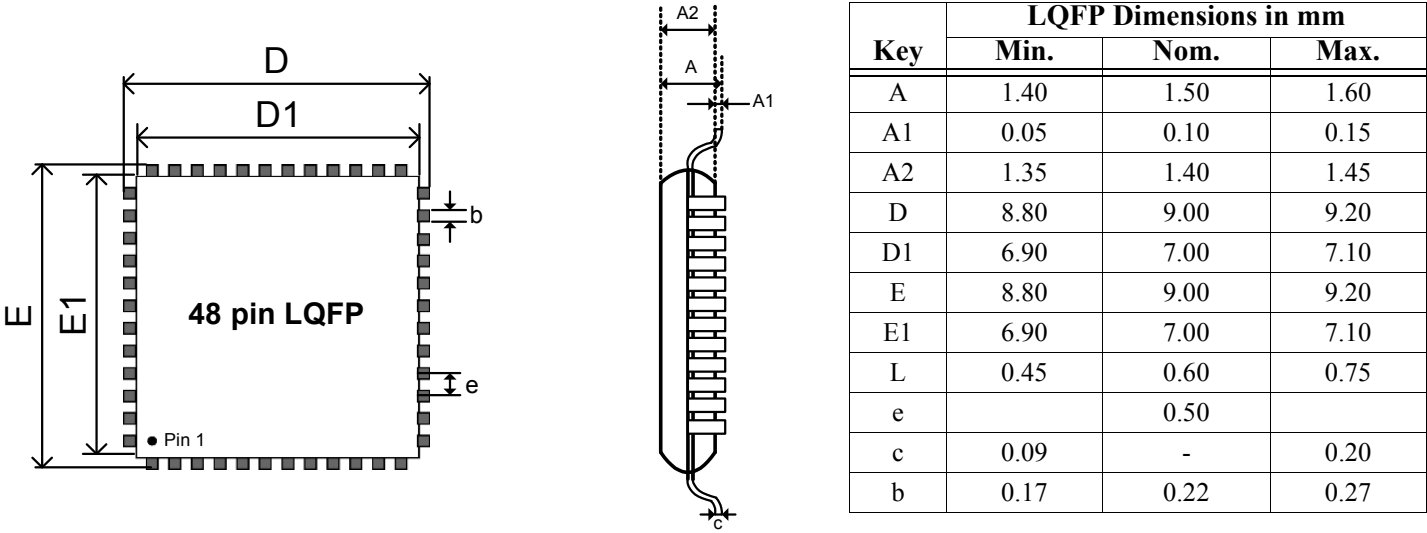 D
D1
E
E1
b
e
48 pin LQFP
Pin 1
A2
A
A1
c
LQFP Dimensions in mm
Key Min. Nom. Max.
A 1.40 1.50 1.60
A1 0.05 0.10 0.15
A2 1.35 1.40 1.45
D 8.80 9.00 9.20
D1 6.90 7.00 7.10
E 8.80 9.00 9.20
E1 6.90 7.00 7.10
L 0.45 0.60 0.75
e 0.50
c 0.09 - 0.20
b 0.17 0.22 0.27